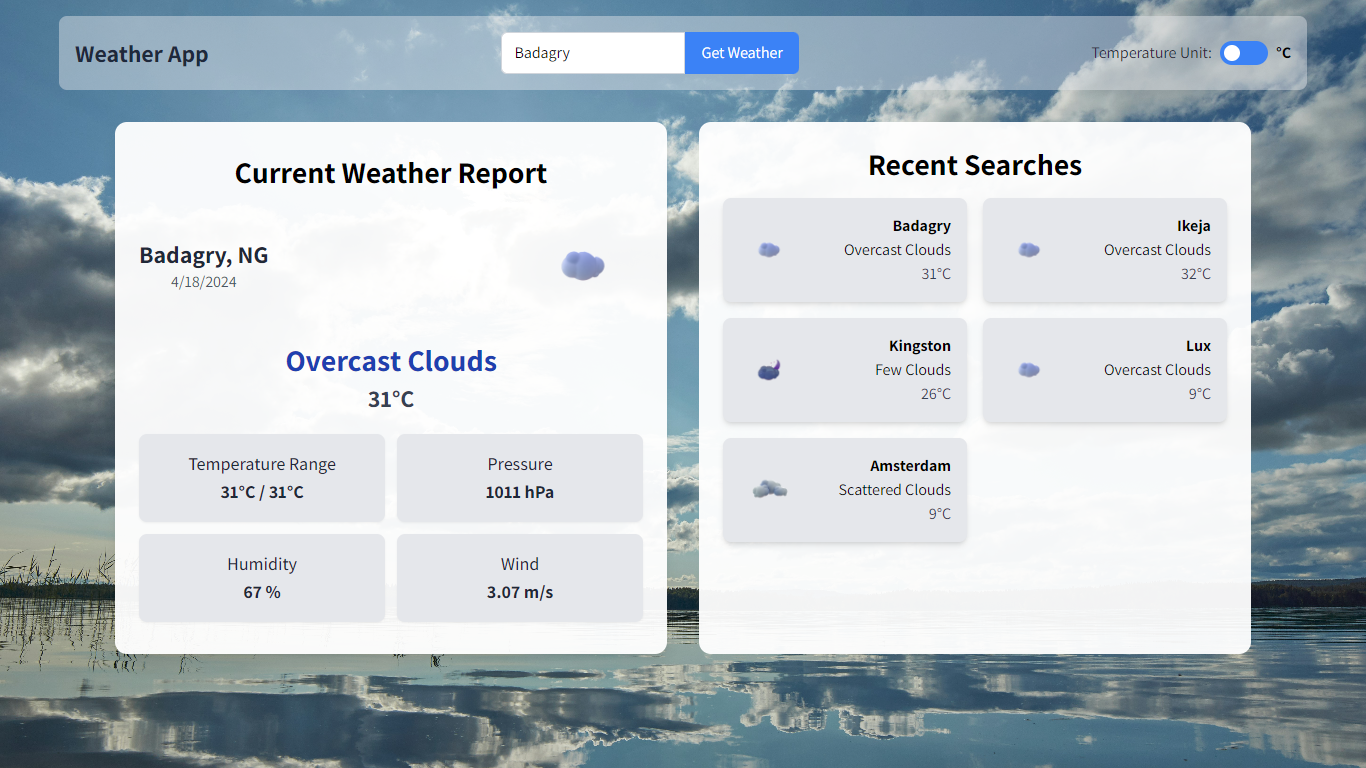 Weather App
Badagry
Get Weather
Temperature Unit:
°C
Current Weather Report
Badagry, NG
4/18/2024
Overcast Clouds
31°C
Temperature Range
31°C / 31°C
Pressure
1011 hPa
Humidity
67 %
Wind
3.07 m/s
Recent Searches
Badagry
Overcast Clouds
31°C
Ikeja
Overcast Clouds
32°C
Kingston
Few Clouds
26°C
Lux
Overcast Clouds
9°C
Amsterdam
Scattered Clouds
9°C